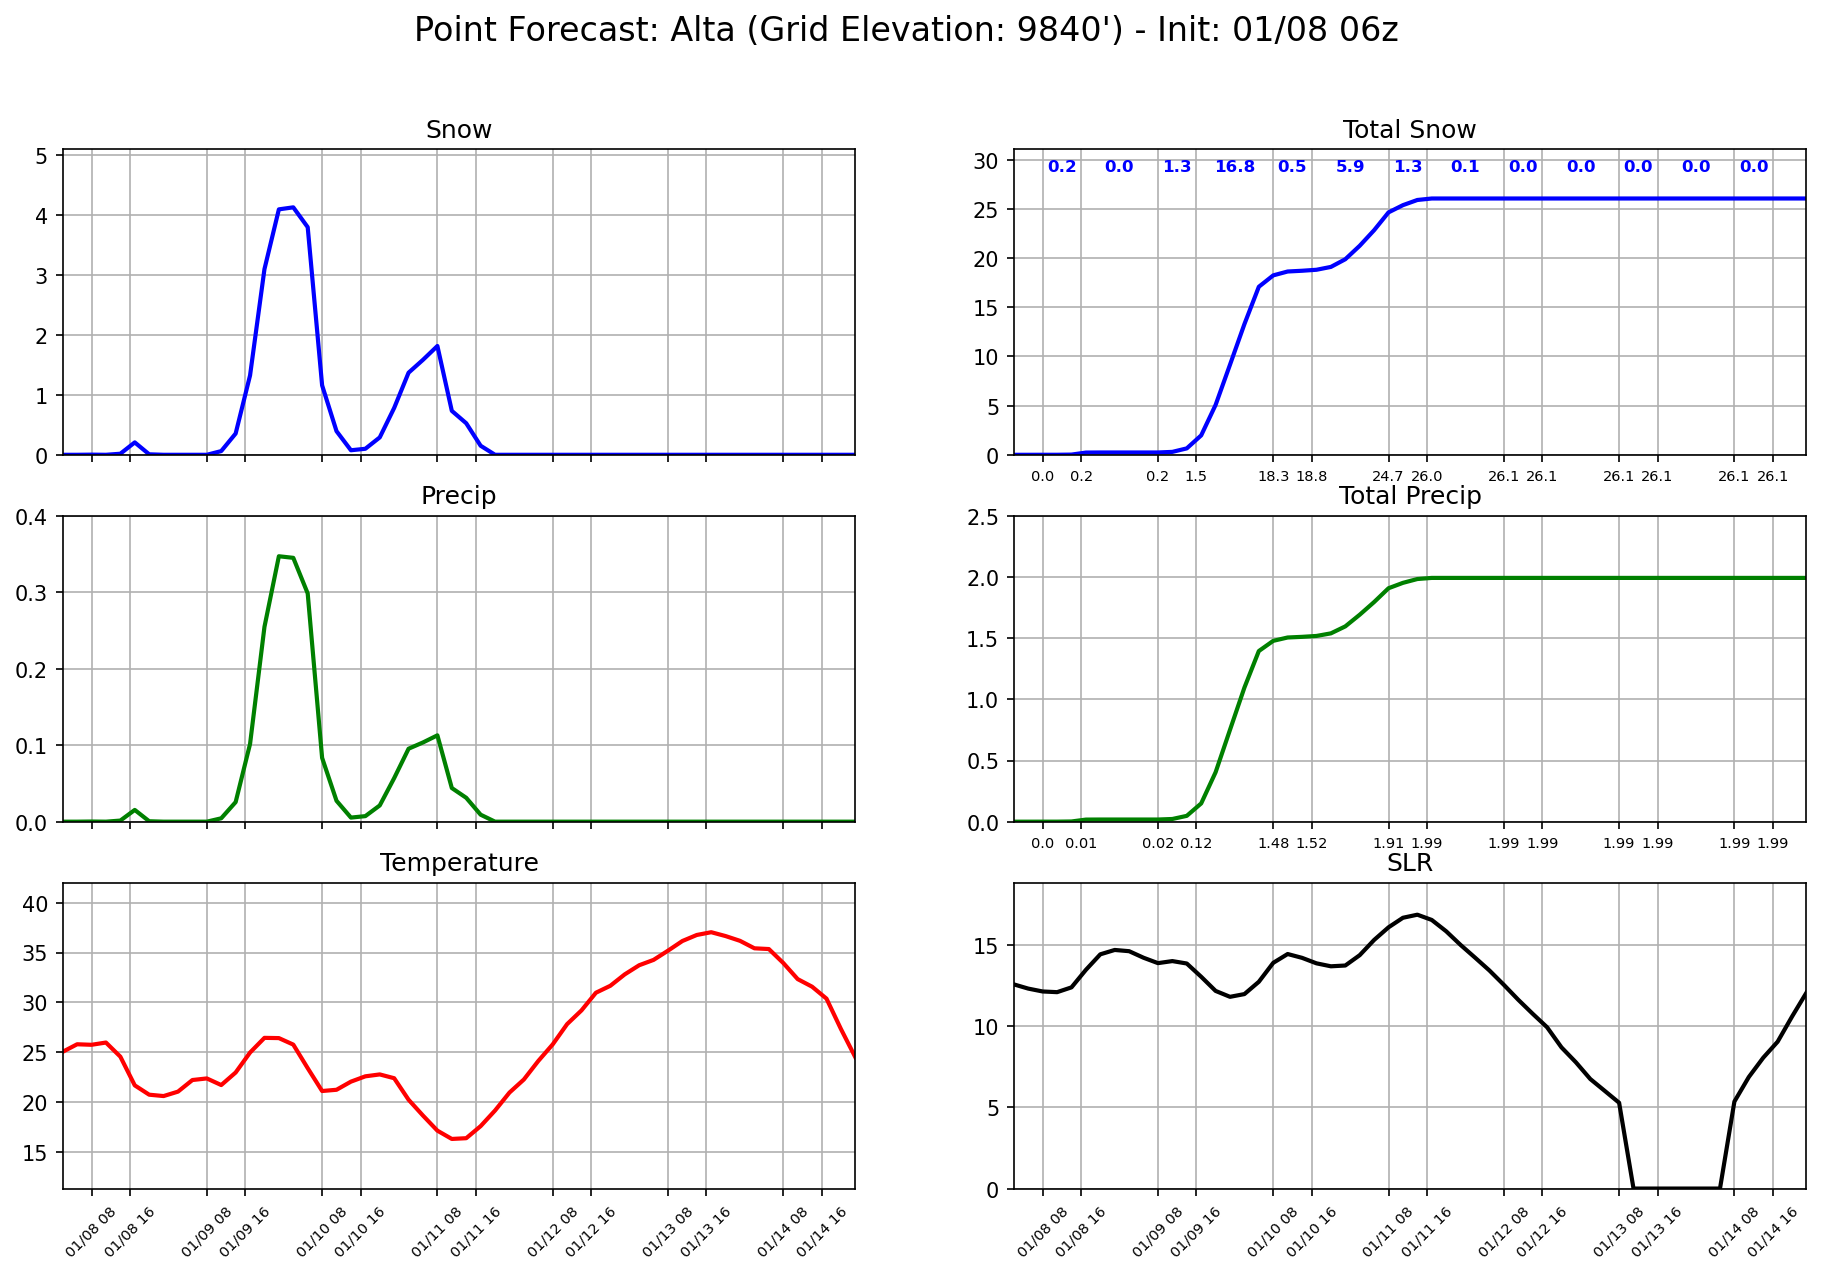 Point Forecast: Alta (Grid Elevation: 9840') - Init: 01/08 06z
Snow
5
4
3
2
1
0
Total Snow
30
25
20
15
10
5
0
0.2 0.0 1.3 16.8 0.5 5.9 1.3 0.1 0.0 0.0 0.0 0.0 0.0
0.0 0.2 0.2 1.5 18.3 18.8 24.7 26.0 26.1 26.1 26.1 26.1 26.1 26.1
Precip
0.4
0.3
0.2
0.1
0.0
Total Precip
2.5
2.0
1.5
1.0
0.5
0.0
0.0 0.01 0.02 0.12 1.48 1.52 1.91 1.99 1.99 1.99 1.99 1.99 1.99 1.99
Temperature
40
35
30
25
20
15
01/08 08 01/08 16 01/09 08 01/09 16 01/10 08 01/10 16 01/11 08 01/11 16 01/12 08 01/12 16 01/13 08 01/13 16 01/14 08 01/14 16
SLR
15
10
5
0
01/08 08 01/08 16 01/09 08 01/09 16 01/10 08 01/10 16 01/11 08 01/11 16 01/12 08 01/12 16 01/13 08 01/13 16 01/14 08 01/14 16